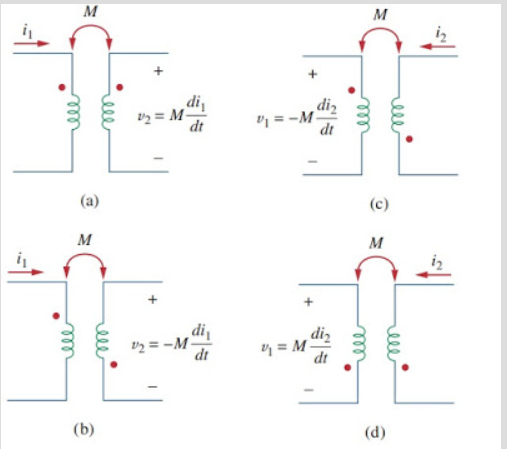 M
i₁
+
v₂ = M di₁/dt
−
(a)
M
i₂
+
v₁ = −M di₂/dt
−
(c)
M
i₁
+
v₂ = −M di₁/dt
−
(b)
M
i₂
+
v₁ = M di₂/dt
−
(d)